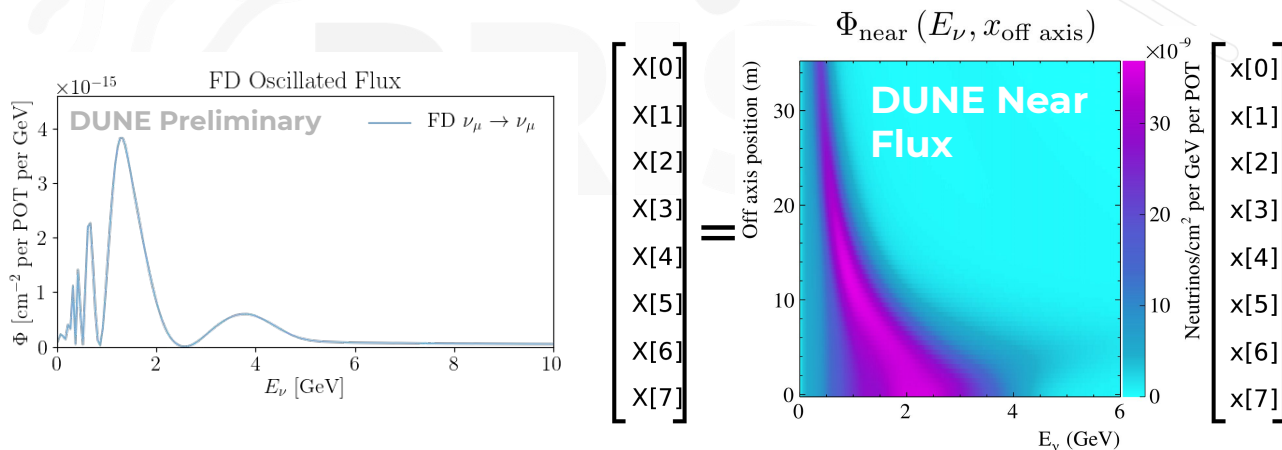 ×10⁻¹⁵
FD Oscillated Flux
DUNE Preliminary
FD νμ → νμ
Φ [cm⁻² per POT per GeV]
4
3
1
0
0 2 4 6 8 10
Eν [GeV]
X[0]
X[1]
X[2]
X[3]
X[4]
X[5]
X[6]
X[7]
=
Φnear (Eν, xoff axis)
×10⁻⁹
DUNE Near
Flux
Off axis position (m)
30
20
10
0
0 2 4 6
Eν (GeV)
30
20
10
0
Neutrinos/cm² per GeV per POT
x[0]
x[1]
x[2]
x[3]
x[4]
x[5]
x[6]
x[7]